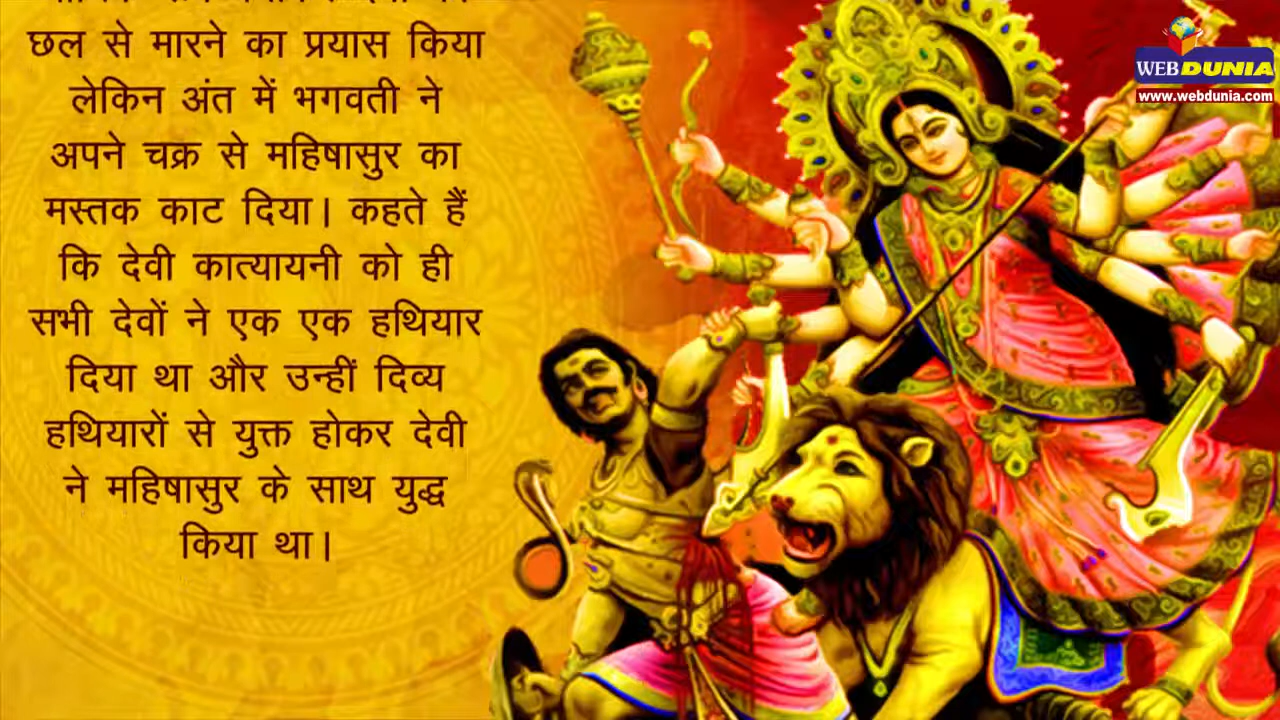 छल से मारने का प्रयास किया
लेकिन अंत में भगवती ने
अपने चक्र से महिषासुर का
मस्तक काट दिया। कहते हैं
कि देवी कात्यायनी को ही
सभी देवों ने एक एक हथियार
दिया था और उन्हीं दिव्य
हथियारों से युक्त होकर देवी
ने महिषासुर के साथ युद्ध
किया था।
WEBDUNIA
www.webdunia.com